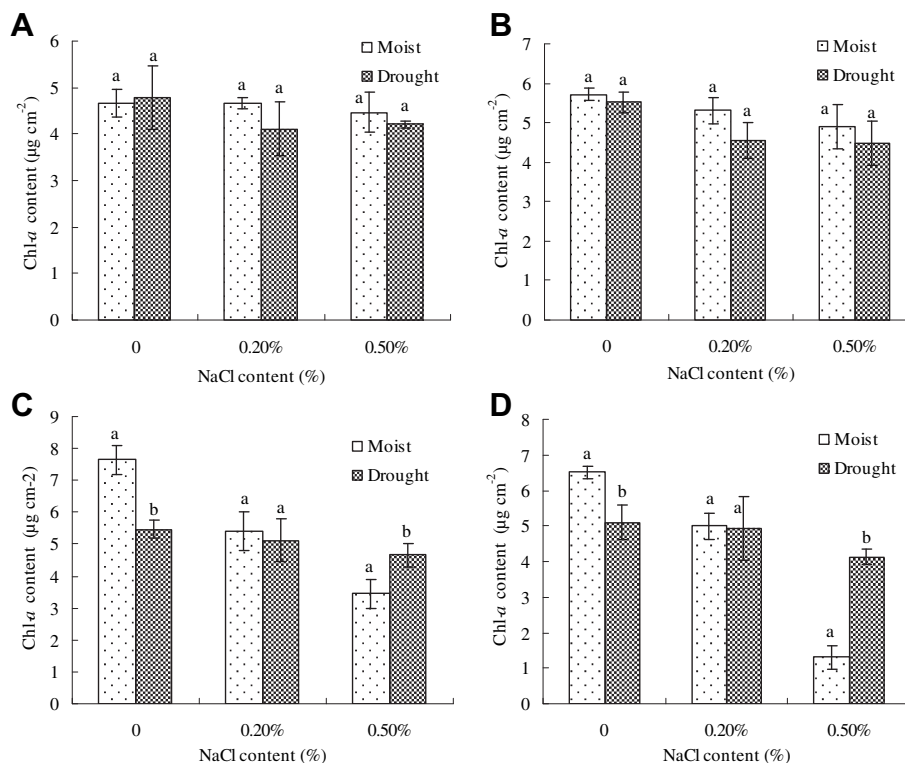 A
Chl-a content (µg cm-2)
6
5
4
3
2
1
0
Moist
Drought
a a a a a a
0 0.20% 0.50%
NaCl content (%)
B
Chl-a content (µg cm-2)
7
6
5
4
3
2
1
0
Moist
Drought
a a a a a a
0 0.20% 0.50%
NaCl content (%)
C
Chl-a content (µg cm-2)
9
8
7
6
5
4
3
2
1
0
Moist
Drought
a b a a a b
0 0.20% 0.50%
NaCl content (%)
D
Chl-a content (µg cm-2)
8
7
6
5
4
3
2
1
0
Moist
Drought
a b a a a b
0 0.20% 0.50%
NaCl content (%)